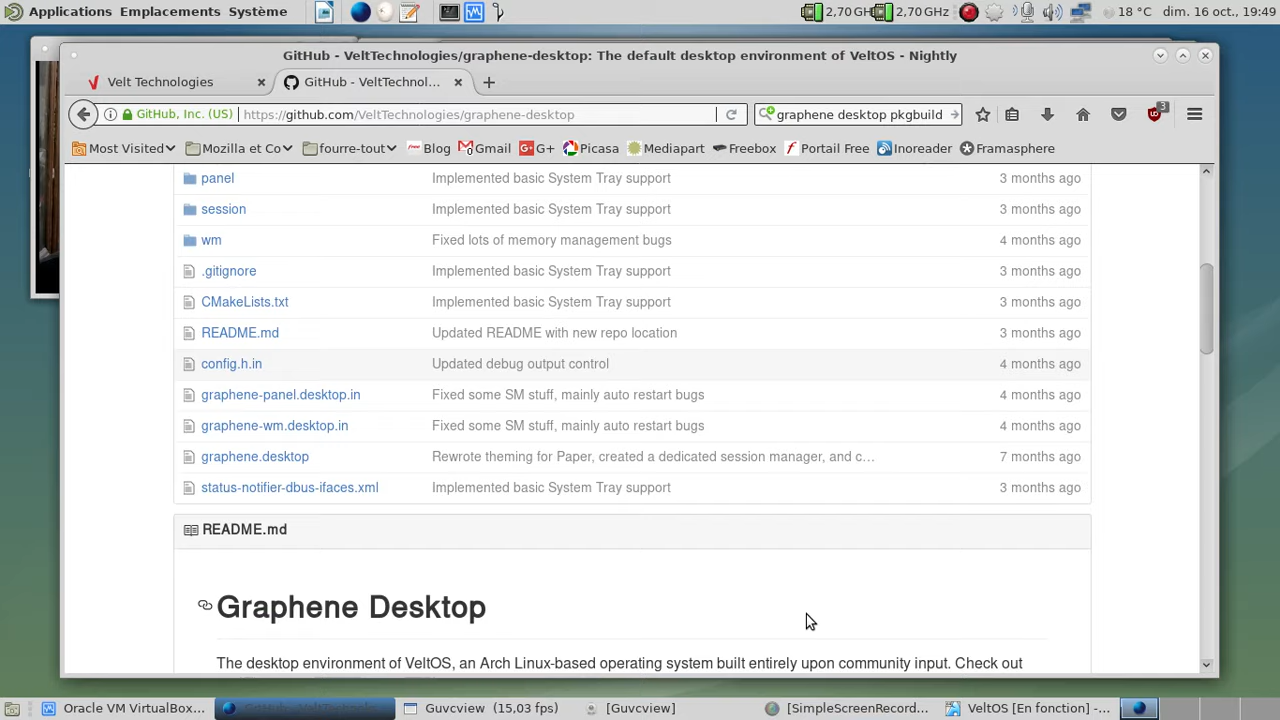 Applications Emplacements Système 2,70 GHz 2,70 GHz 18 °C dim. 16 oct., 19:49
GitHub - VeltTechnologies/graphene-desktop: The default desktop environment of VeltOS - Nightly
Velt Technologies GitHub - VeltTechnol...
GitHub, Inc. (US) https://github.com/VeltTechnologies/graphene-desktop graphene desktop pkgbuild 3
Most Visited Mozilla et Co fourre-tout Blog Gmail G+ Picasa Mediapart Freebox Portail Free Inoreader Framasphere
panel Implemented basic System Tray support 3 months ago
session Implemented basic System Tray support 3 months ago
wm Fixed lots of memory management bugs 4 months ago
.gitignore Implemented basic System Tray support 3 months ago
CMakeLists.txt Implemented basic System Tray support 3 months ago
README.md Updated README with new repo location 3 months ago
config.h.in Updated debug output control 4 months ago
graphene-panel.desktop.in Fixed some SM stuff, mainly auto restart bugs 4 months ago
graphene-wm.desktop.in Fixed some SM stuff, mainly auto restart bugs 4 months ago
graphene.desktop Rewrote theming for Paper, created a dedicated session manager, and c... 7 months ago
status-notifier-dbus-ifaces.xml Implemented basic System Tray support 3 months ago
README.md
Graphene Desktop
The desktop environment of VeltOS, an Arch Linux-based operating system built entirely upon community input. Check out
Oracle VM VirtualBox... GitHub - VeltTechnolo... Guvcview (15,03 fps) [Guvcview] [SimpleScreenRecord... VeltOS [En fonction] -...